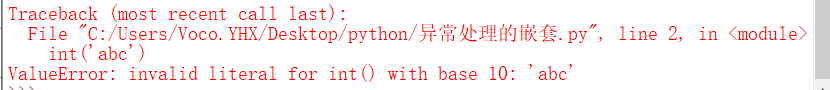 Traceback (most recent call last):
  File "C:/Users/Voco.YHX/Desktop/python/异常处理的嵌套.py", line 2, in <module>
    int('abc')
ValueError: invalid literal for int() with base 10: 'abc'